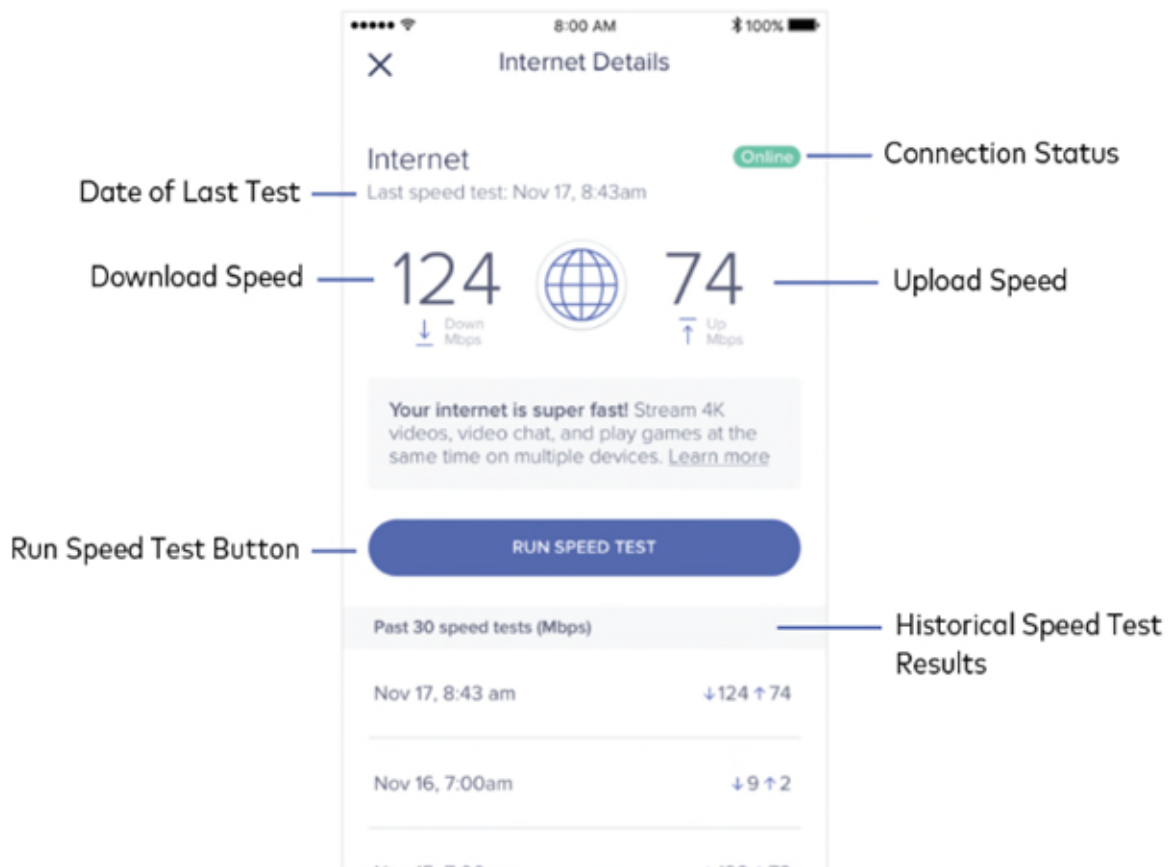 8:00 AM
100%
Internet Details
Internet
Online
Connection Status
Date of Last Test
Last speed test: Nov 17, 8:43am
Download Speed
124
74
Upload Speed
Down
Mbps
Up
Mbps
Your internet is super fast! Stream 4K
videos, video chat, and play games at the
same time on multiple devices. Learn more
Run Speed Test Button
RUN SPEED TEST
Past 30 speed tests (Mbps)
Historical Speed Test
Results
Nov 17, 8:43 am
↓124 ↑74
Nov 16, 7:00am
↓9 ↑2